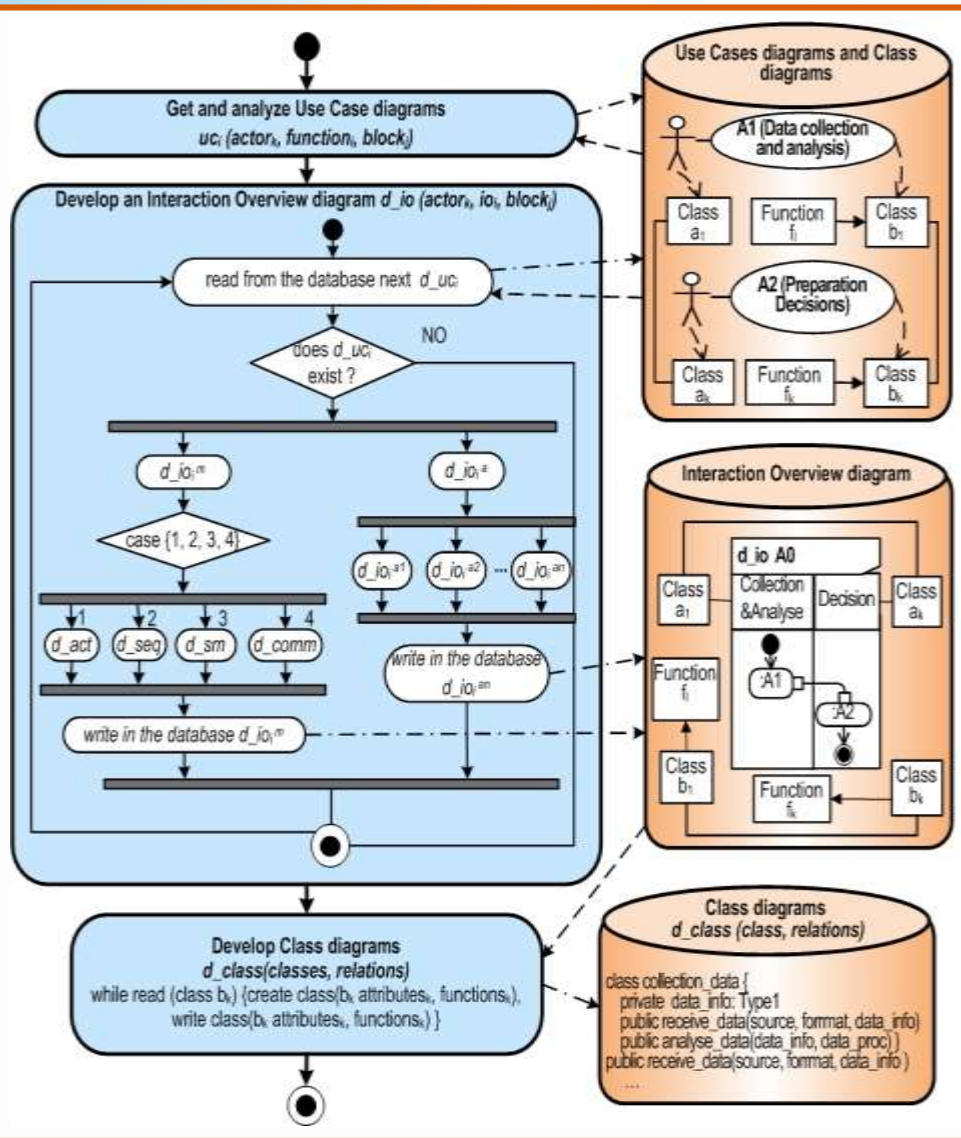 Get and analyze Use Case diagrams
ucᵢ (actorₖ, functionᵢ, blockⱼ)
Develop an Interaction Overview diagram d_io (actorₖ, ioᵢ, blockⱼ)
read from the database next d_ucᵢ
does d_ucᵢ
exist ?
NO
d_ioᵢᵐ
d_ioᵢᵃ
case {1, 2, 3, 4}
d_ioᵢᵃ¹
d_ioᵢᵃ²
...
d_ioᵢᵃⁿ
1
2
3
4
d_act
d_seq
d_sm
d_comm
write in the database
d_ioᵢᵃⁿ
write in the database d_ioᵢᵐ
Develop Class diagrams
d_class(classes, relations)
while read (class bₖ) {create class(bₖ attributesₖ, functionsₖ),
write class(bₖ attributesₖ, functionsₖ) }
Use Cases diagrams and Class
diagrams
A1 (Data collection
and analysis)
Class
a₁
Function
fᵢ
Class
b₁
A2 (Preparation
Decisions)
Class
aₖ
Function
fₖ
Class
bₖ
Interaction Overview diagram
d_io A0
Class
a₁
Collection
&Analyse
Decision
Class
aₖ
Function
fᵢ
:A1
:A2
Class
b₁
Function
fₖ
Class
bₖ
Class diagrams
d_class (class, relations)
class collection_data {
private data_info: Type1
public receive_data(source, forrmat, data_info)
public analyse_data(data_info, data_proc) }
public receive_data(source, forrmat, data_info )
...